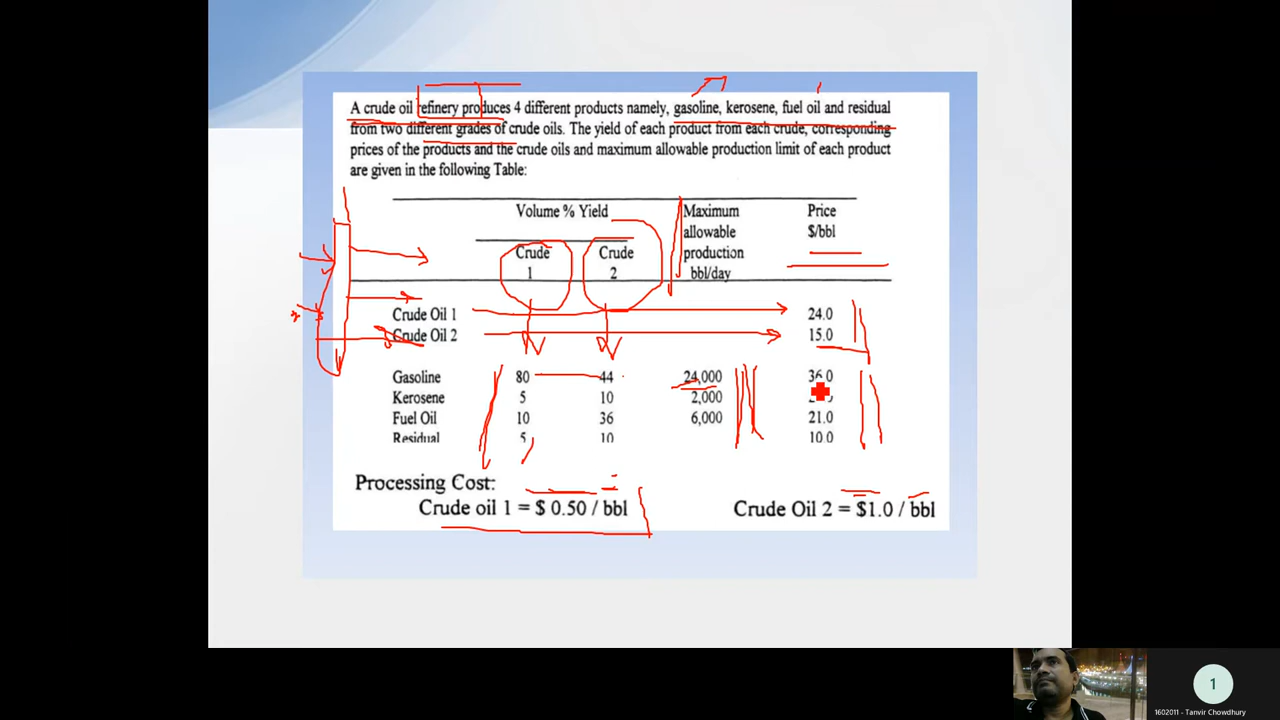 A crude oil refinery produces 4 different products namely, gasoline, kerosene, fuel oil and residual
from two different grades of crude oils. The yield of each product from each crude, corresponding
prices of the products and the crude oils and maximum allowable production limit of each product
are given in the following Table:
Volume % Yield Maximum Price
allowable $/bbl
Crude Crude production
1 2 bbl/day
Crude Oil 1 24.0
Crude Oil 2 15.0
Gasoline 80 44 24,000 36.0
Kerosene 5 10 2,000
Fuel Oil 10 36 6,000 21.0
Residual 5 10 10.0
Processing Cost:
Crude oil 1 = $ 0.50 / bbl Crude Oil 2 = $1.0 / bbl
1
1602011 - Tanvir Chowdhury